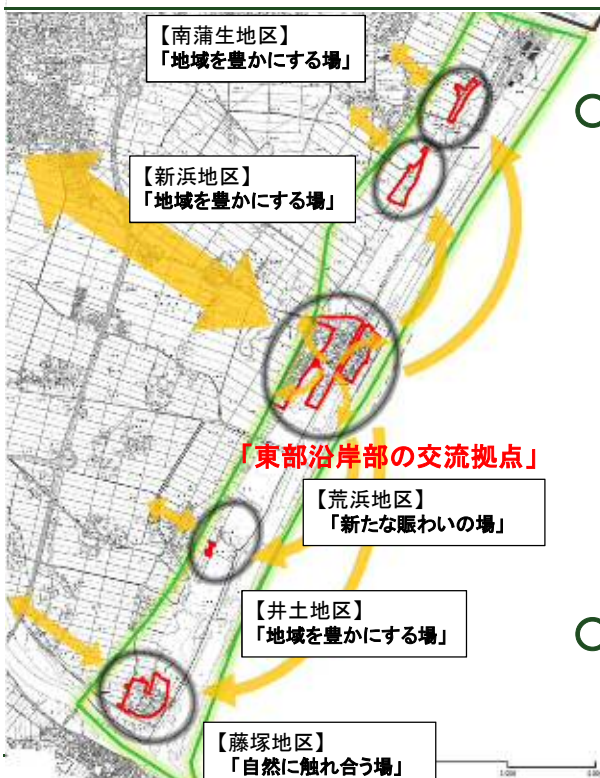 【南蒲生地区】
「地域を豊かにする場」
【新浜地区】
「地域を豊かにする場」
「東部沿岸部の交流拠点」
【荒浜地区】
「新たな賑わいの場」
【井土地区】
「地域を豊かにする場」
【藤塚地区】
「自然に触れ合う場」